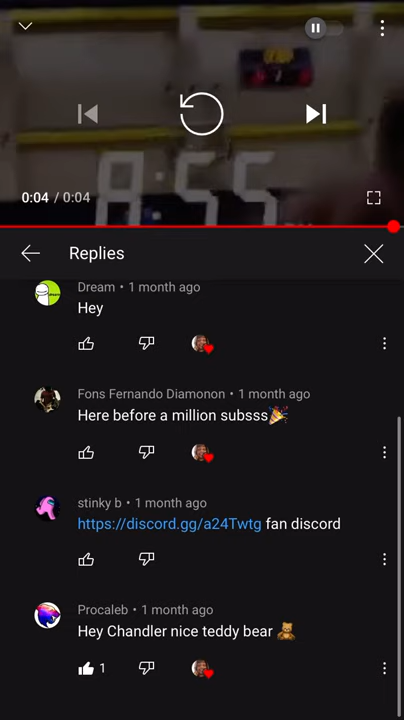 8:55
0:04 / 0:04
Replies
Dream • 1 month ago
Hey
Fons Fernando Diamonon • 1 month ago
Here before a million subsss🎉
stinky b • 1 month ago
https://discord.gg/a24Twtg fan discord
Procaleb • 1 month ago
Hey Chandler nice teddy bear 🧸
1